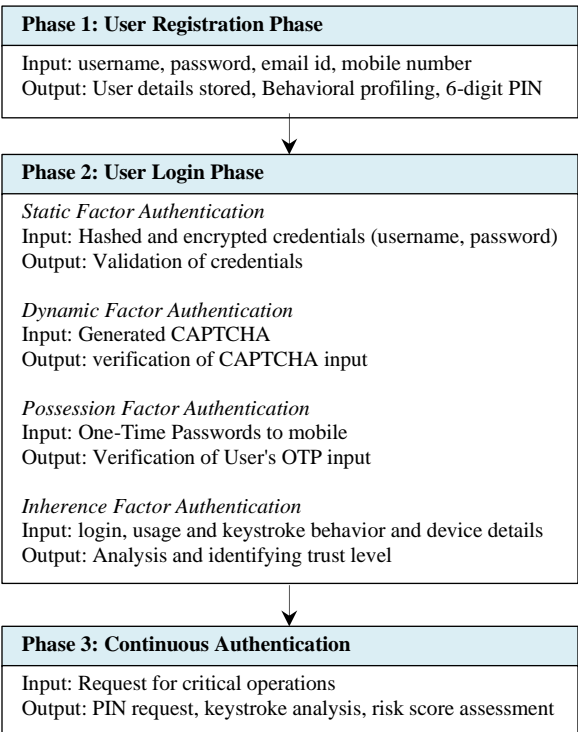 Phase 1: User Registration Phase
Input: username, password, email id, mobile number
Output: User details stored, Behavioral profiling, 6-digit PIN
Phase 2: User Login Phase
Static Factor Authentication
Input: Hashed and encrypted credentials (username, password)
Output: Validation of credentials
Dynamic Factor Authentication
Input: Generated CAPTCHA
Output: verification of CAPTCHA input
Possession Factor Authentication
Input: One-Time Passwords to mobile
Output: Verification of User's OTP input
Inherence Factor Authentication
Input: login, usage and keystroke behavior and device details
Output: Analysis and identifying trust level
Phase 3: Continuous Authentication
Input: Request for critical operations
Output: PIN request, keystroke analysis, risk score assessment